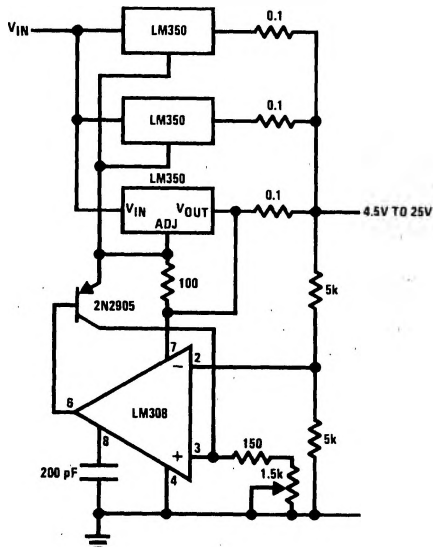 VIN
LM350
0.1
LM350
0.1
LM350
VIN
VOUT
ADJ
0.1
4.5V TO 25V
100
5k
2N2905
7
2
−
6
LM308
8
+
3
150
5k
1.5k
4
200 pF